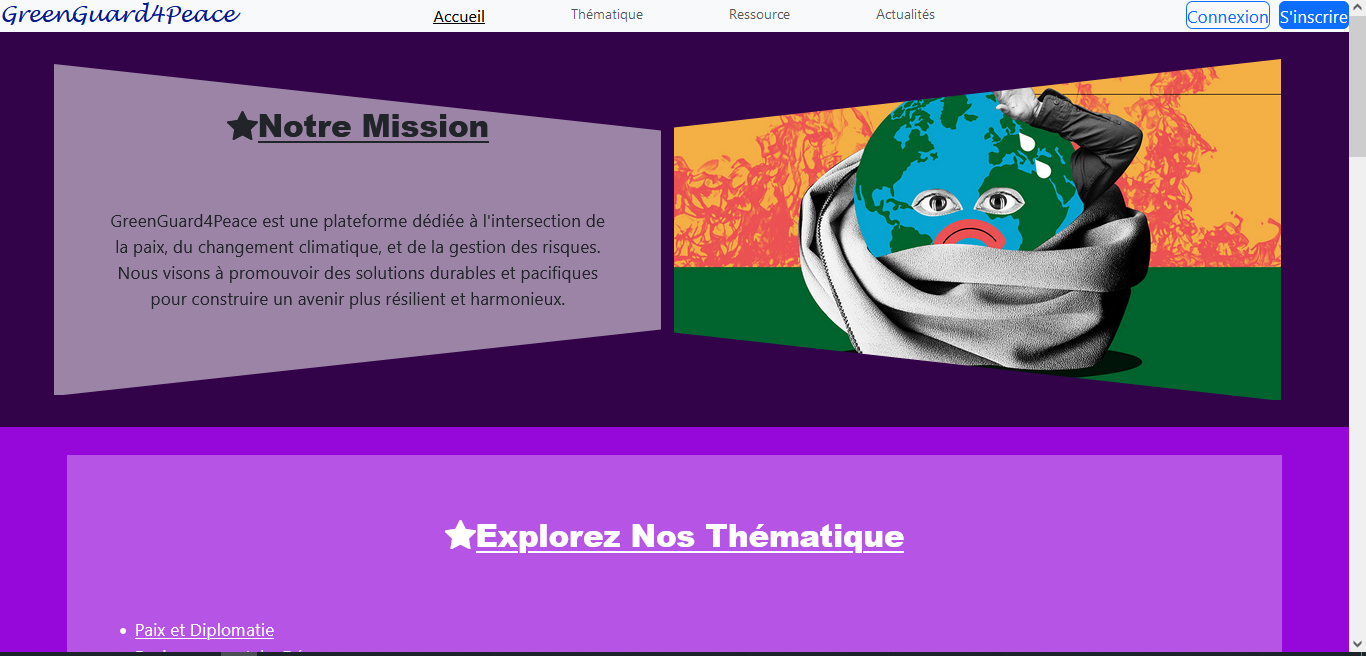 GreenGuard4Peace
Accueil
Thématique
Ressource
Actualités
Connexion
S'inscrire
Notre Mission
GreenGuard4Peace est une plateforme dédiée à l'intersection de
la paix, du changement climatique, et de la gestion des risques.
Nous visons à promouvoir des solutions durables et pacifiques
pour construire un avenir plus résilient et harmonieux.
Explorez Nos Thématique
Paix et Diplomatie